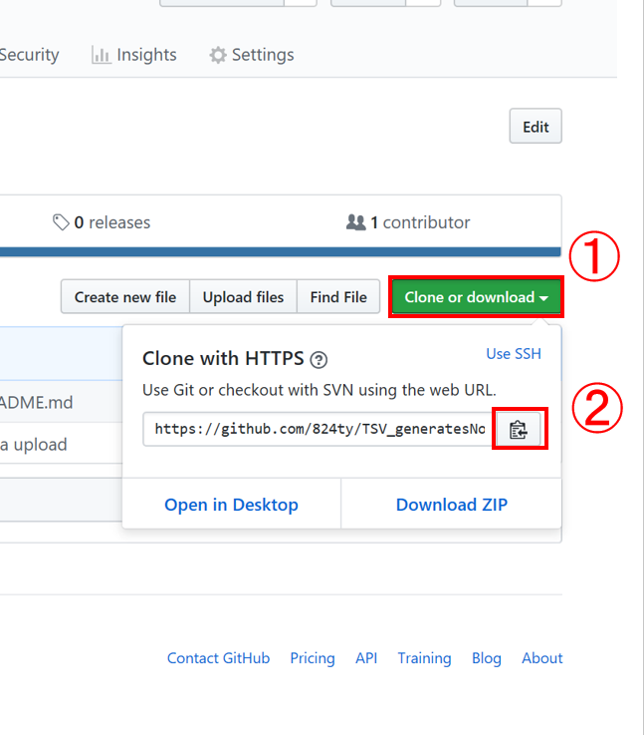 Security Insights Settings
Edit
0 releases 1 contributor
①
Create new file Upload files Find File Clone or download
Clone with HTTPS ? Use SSH
ADME.md
Use Git or checkout with SVN using the web URL.
②
https://github.com/824ty/TSV_generatesNo
a upload
Open in Desktop Download ZIP
Contact GitHub Pricing API Training Blog About